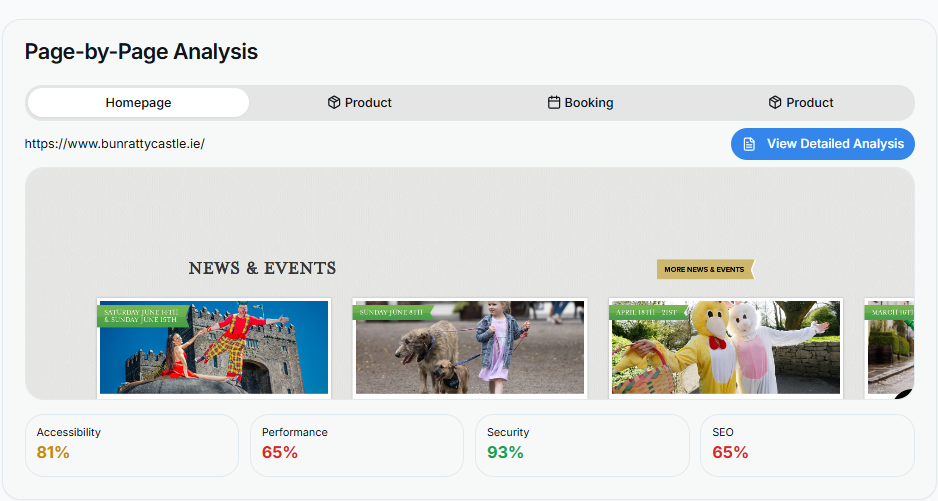 Page-by-Page Analysis
Homepage
Product
Booking
Product
https://www.bunrattycastle.ie/
View Detailed Analysis
NEWS & EVENTS
MORE NEWS & EVENTS
SATURDAY JUNE 14TH
& SUNDAY JUNE 15TH
SUNDAY JUNE 8TH
APRIL 18TH - 21ST
MARCH 16T
Accessibility
81%
Performance
65%
Security
93%
SEO
65%